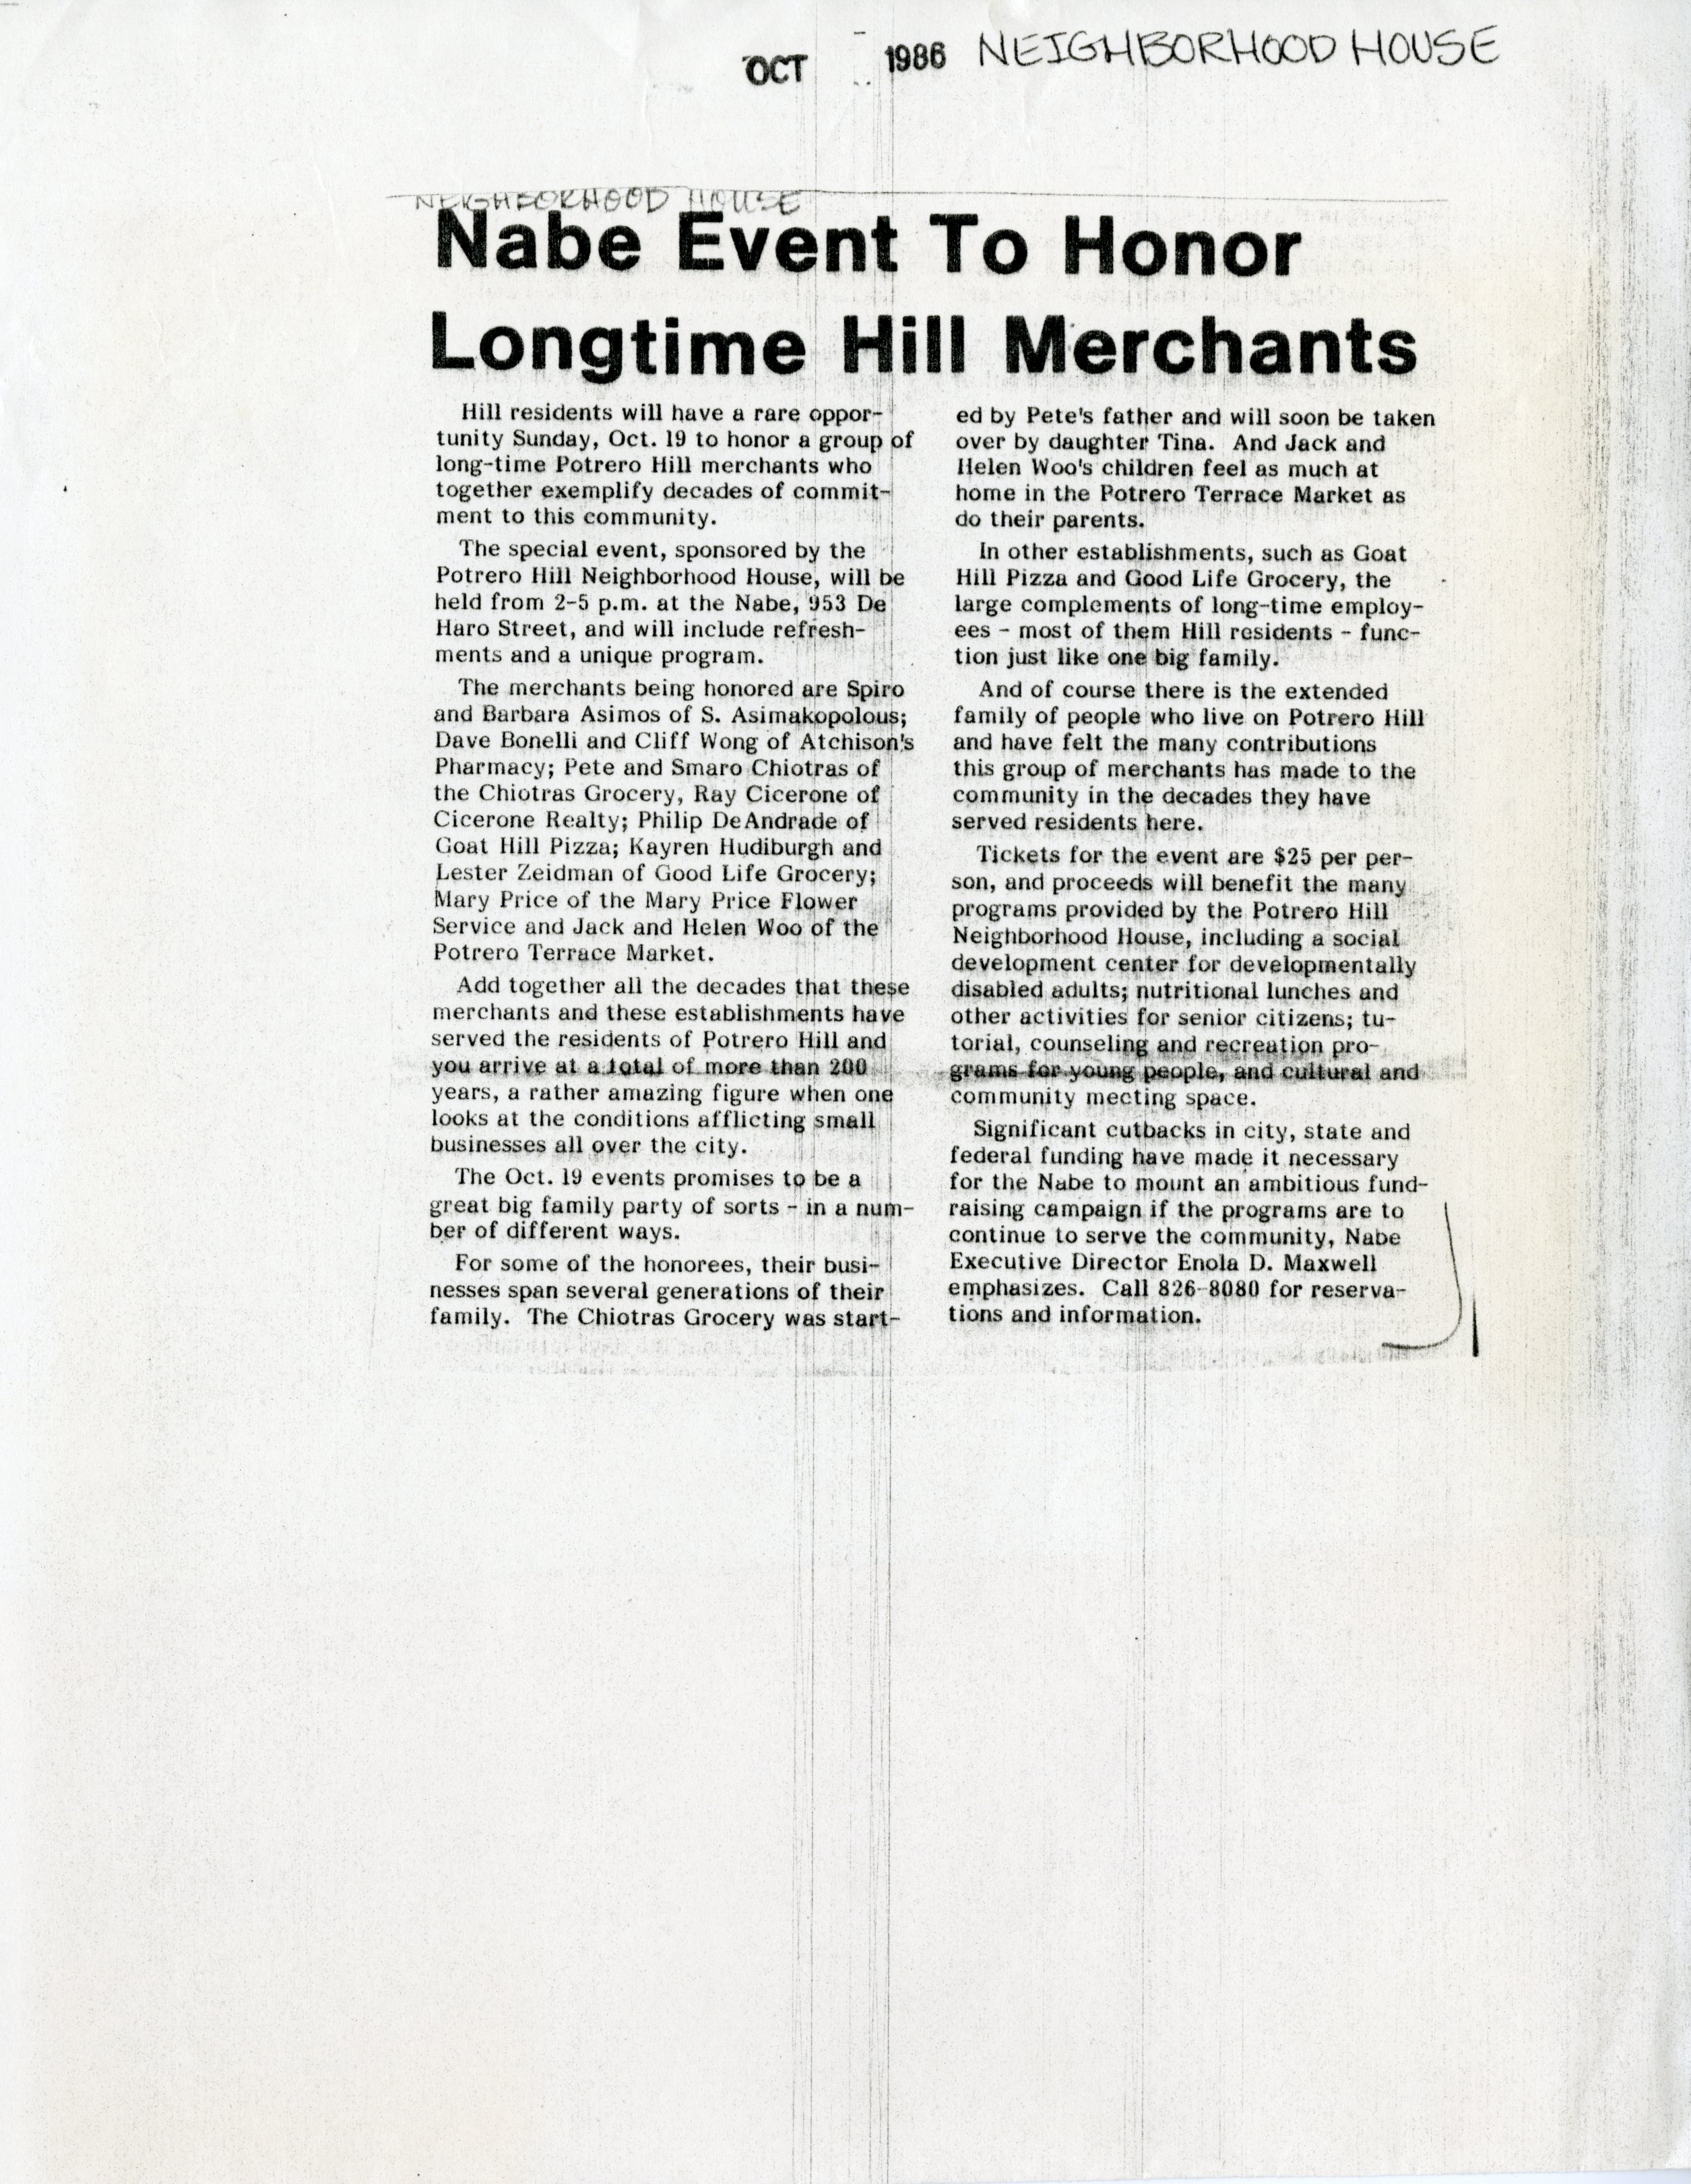 OCT 1986 NEIGHBORHOOD HOUSE
NEIGHBORHOOD HOUSE
Nabe Event To Honor
Longtime Hill Merchants
Hill residents will have a rare oppor-
tunity Sunday, Oct. 19 to honor a group of
long-time Potrero Hill merchants who
together exemplify decades of commit-
ment to this community.
The special event, sponsored by the
Potrero Hill Neighborhood House, will be
held from 2-5 p.m. at the Nabe, 953 De
Haro Street, and will include refresh-
ments and a unique program.
The merchants being honored are Spiro
and Barbara Asimos of S. Asimakopolous;
Dave Bonelli and Cliff Wong of Atchison's
Pharmacy; Pete and Smaro Chiotras of
the Chiotras Grocery, Ray Cicerone of
Cicerone Realty; Philip DeAndrade of
Goat Hill Pizza; Kayren Hudiburgh and
Lester Zeidman of Good Life Grocery;
Mary Price of the Mary Price Flower
Service and Jack and Helen Woo of the
Potrero Terrace Market.
Add together all the decades that these
merchants and these establishments have
served the residents of Potrero Hill and
you arrive at a total of more than 200
years, a rather amazing figure when one
looks at the conditions afflicting small
businesses all over the city.
The Oct. 19 events promises to be a
great big family party of sorts - in a num-
ber of different ways.
For some of the honorees, their busi-
nesses span several generations of their
family. The Chiotras Grocery was start-
ed by Pete's father and will soon be taken
over by daughter Tina. And Jack and
Helen Woo's children feel as much at
home in the Potrero Terrace Market as
do their parents.
In other establishments, such as Goat
Hill Pizza and Good Life Grocery, the
large complements of long-time employ-
ees - most of them Hill residents - func-
tion just like one big family.
And of course there is the extended
family of people who live on Potrero Hill
and have felt the many contributions
this group of merchants has made to the
community in the decades they have
served residents here.
Tickets for the event are $25 per per-
son, and proceeds will benefit the many
programs provided by the Potrero Hill
Neighborhood House, including a social
development center for developmentally
disabled adults; nutritional lunches and
other activities for senior citizens; tu-
torial, counseling and recreation pro-
grams for young people, and cultural and
community meeting space.
Significant cutbacks in city, state and
federal funding have made it necessary
for the Nabe to mount an ambitious fund-
raising campaign if the programs are to
continue to serve the community, Nabe
Executive Director Enola D. Maxwell
emphasizes. Call 826-8080 for reserva-
tions and information.